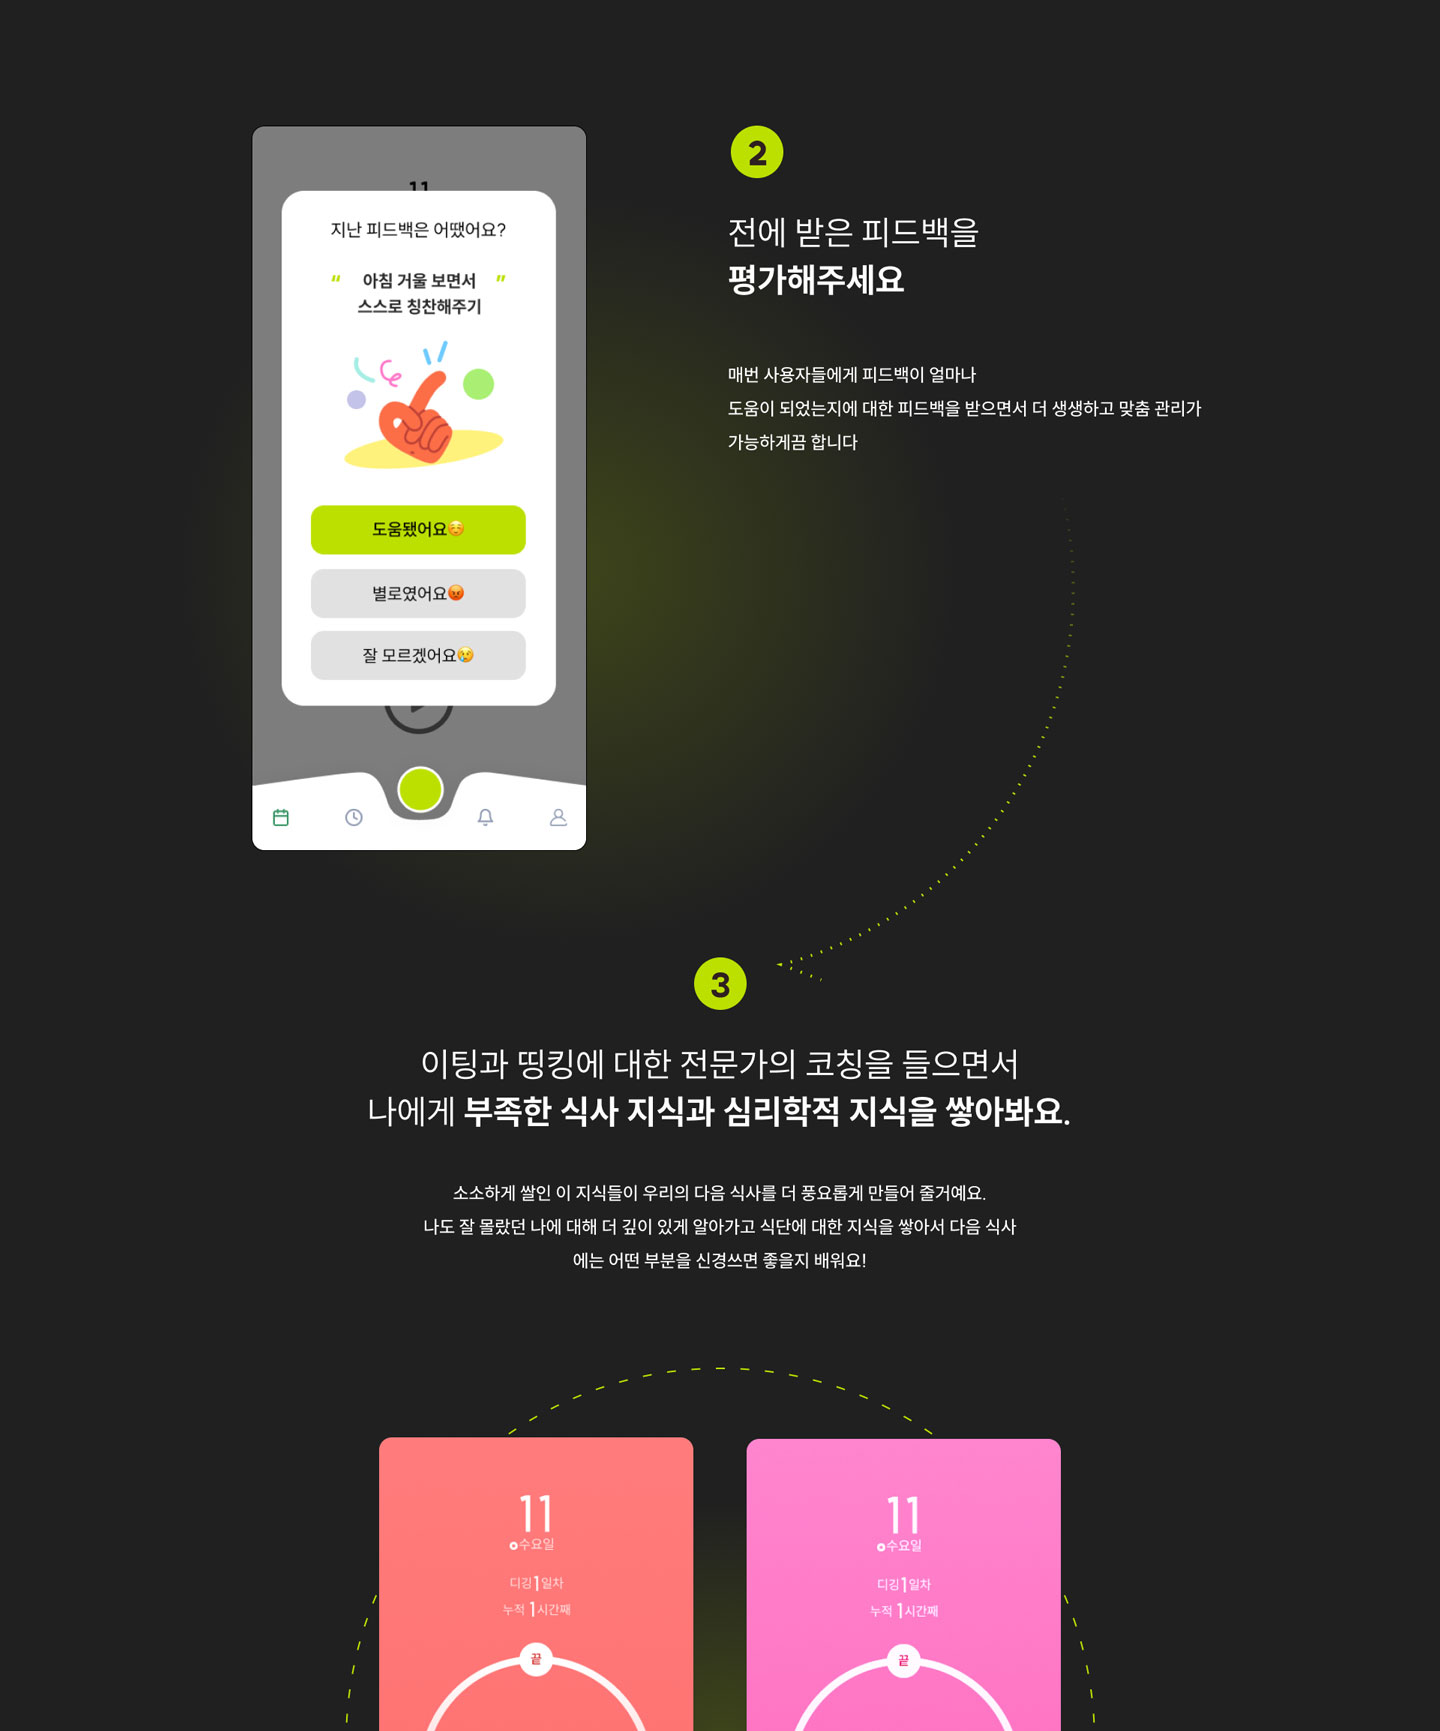 11
지난 피드백은 어땠어요?
“ 아침 거울 보면서 ”
스스로 칭찬해주기
도움됐어요☺️
별로였어요😡
잘 모르겠어요😢
2
전에 받은 피드백을
평가해주세요
매번 사용자들에게 피드백이 얼마나
도움이 되었는지에 대한 피드백을 받으면서 더 생생하고 맞춤 관리가
가능하게끔 합니다
3
이팅과 띵킹에 대한 전문가의 코칭을 들으면서
나에게 부족한 식사 지식과 심리학적 지식을 쌓아봐요.
소소하게 쌀인 이 지식들이 우리의 다음 식사를 더 풍요롭게 만들어 줄거예요.
나도 잘 몰랐던 나에 대해 더 깊이 있게 알아가고 식단에 대한 지식을 쌓아서 다음 식사
에는 어떤 부분을 신경쓰면 좋을지 배워요!
11
수요일
디깅1일차
누적 1시간째
끝
11
수요일
디깅1일차
누적 1시간째
끝